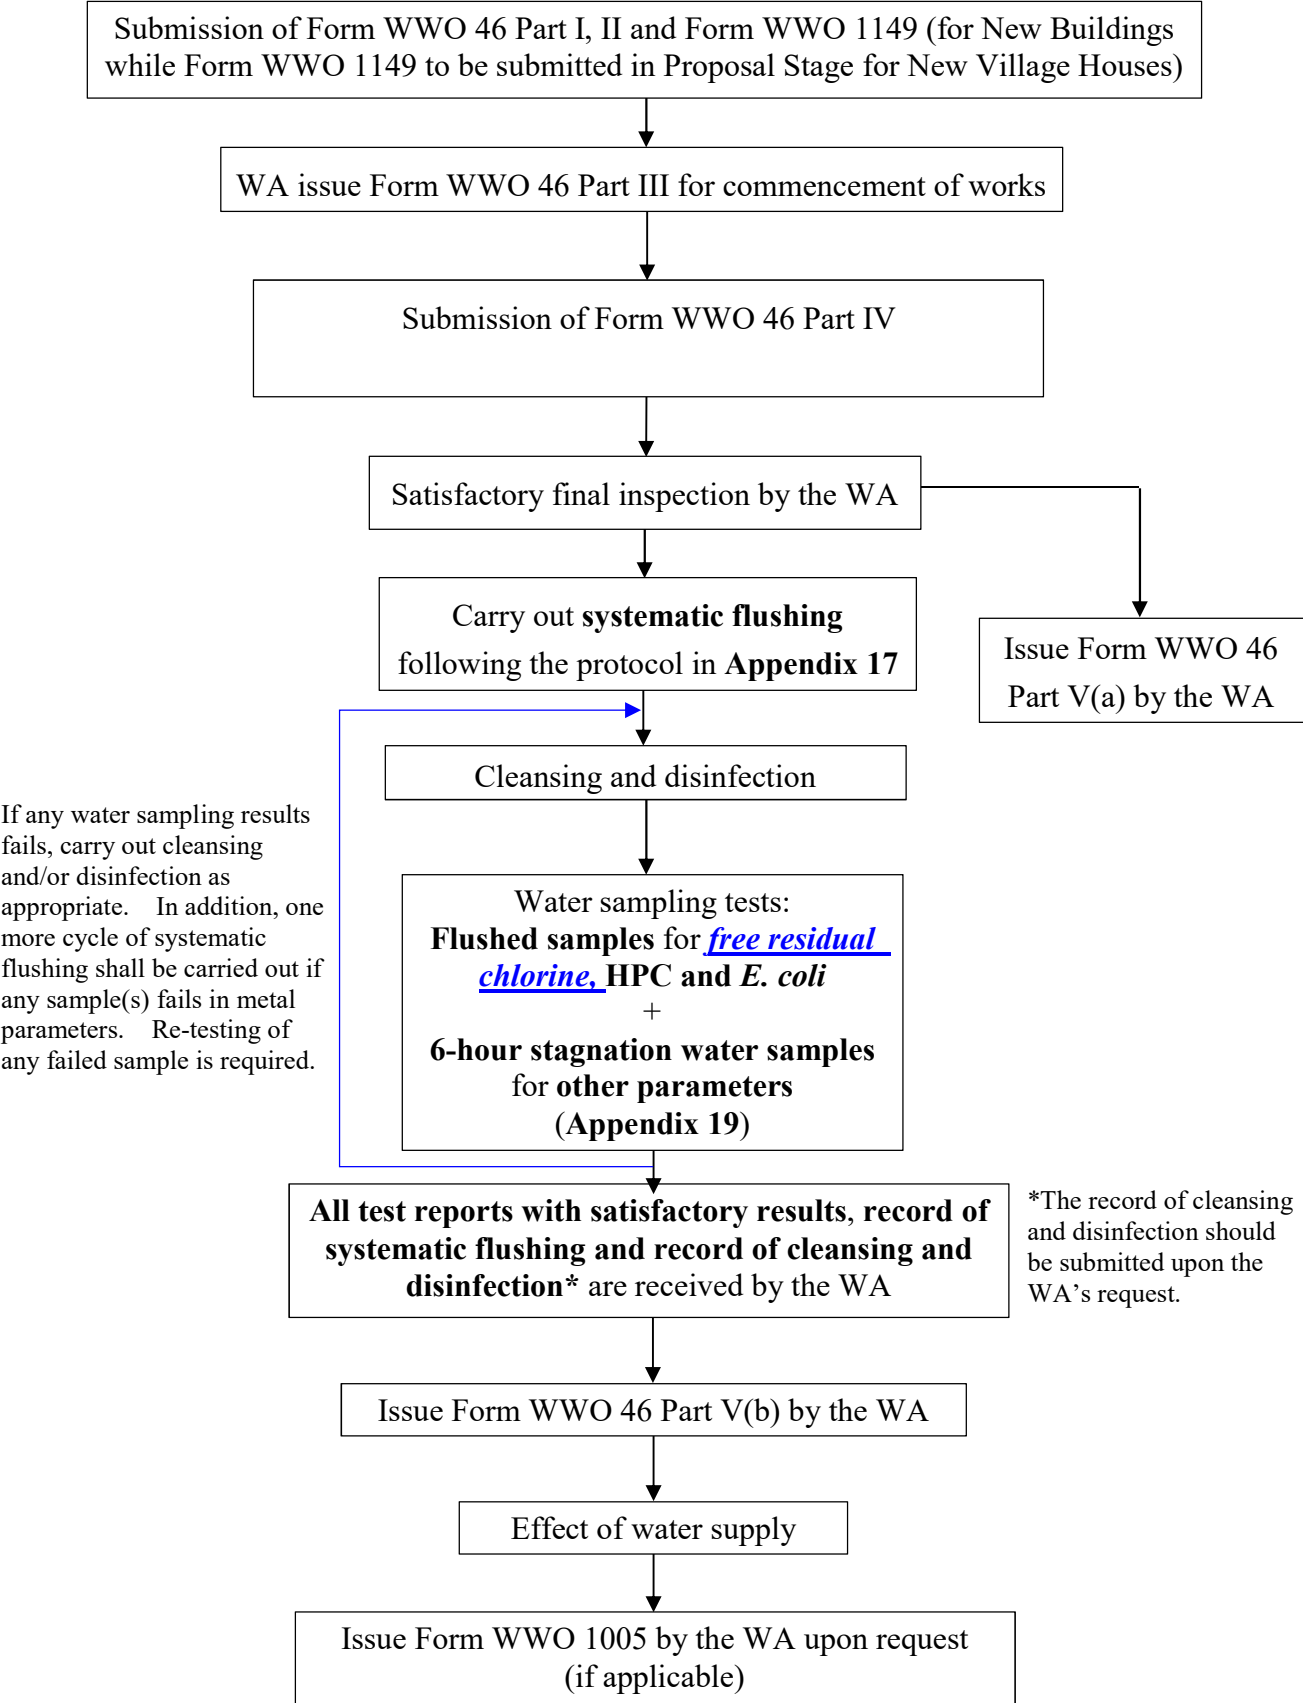 Submission of Form WWO 46 Part I, II and Form WWO 1149 (for New Buildings
while Form WWO 1149 to be submitted in Proposal Stage for New Village Houses)
WA issue Form WWO 46 Part III for commencement of works
Submission of Form WWO 46 Part IV
Satisfactory final inspection by the WA
Carry out systematic flushing
following the protocol in Appendix 17
Issue Form WWO 46
Part V(a) by the WA
Cleansing and disinfection
If any water sampling results
fails, carry out cleansing
and/or disinfection as
appropriate. In addition, one
more cycle of systematic
flushing shall be carried out if
any sample(s) fails in metal
parameters. Re-testing of
any failed sample is required.
Water sampling tests:
Flushed samples for free residual
chlorine, HPC and E. coli
+
6-hour stagnation water samples
for other parameters
(Appendix 19)
All test reports with satisfactory results, record of
systematic flushing and record of cleansing and
disinfection* are received by the WA
*The record of cleansing
and disinfection should
be submitted upon the
WA’s request.
Issue Form WWO 46 Part V(b) by the WA
Effect of water supply
Issue Form WWO 1005 by the WA upon request
(if applicable)